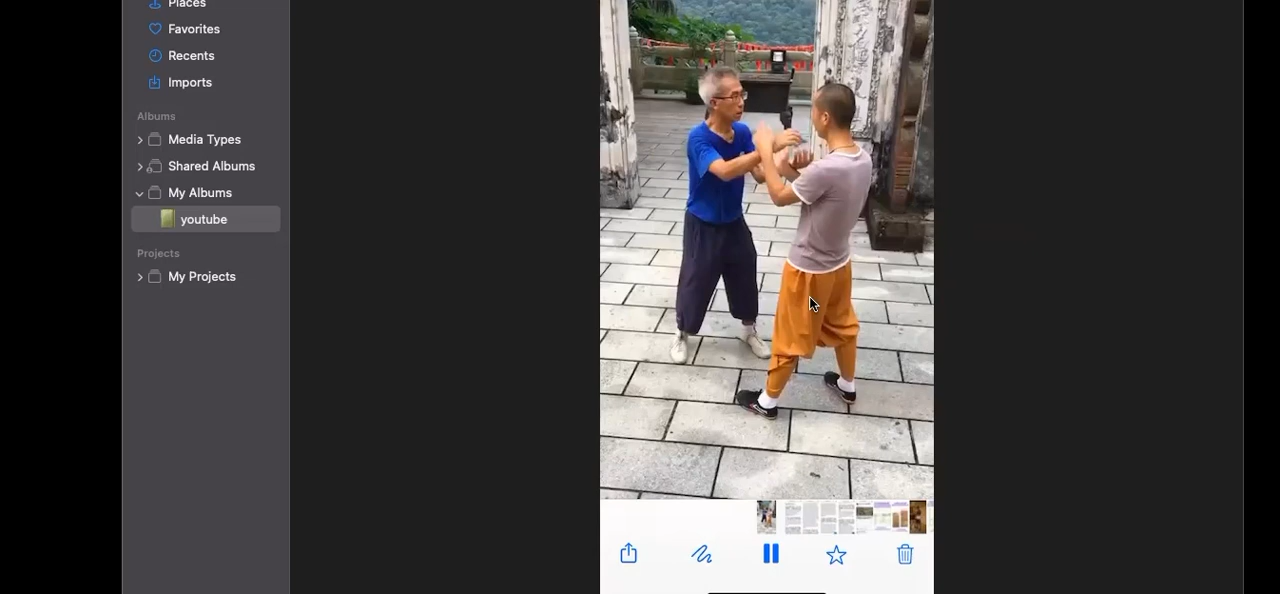 Places
Favorites
Recents
Imports
Albums
Media Types
Shared Albums
My Albums
youtube
Projects
My Projects